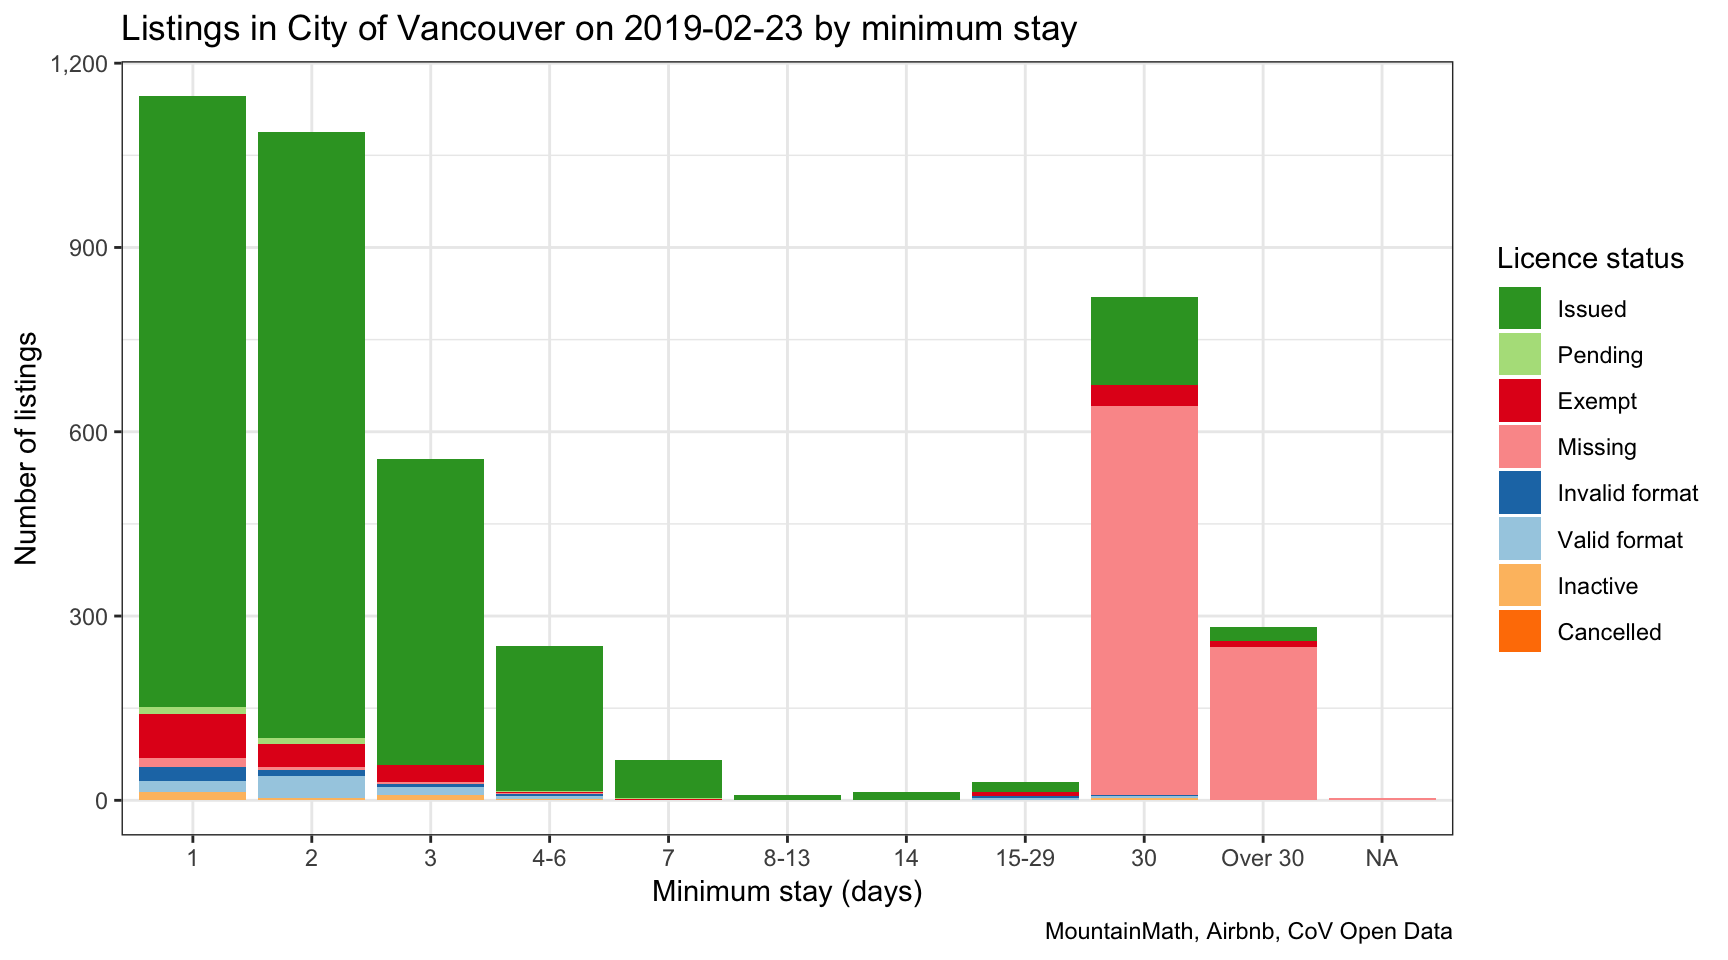 Listings in City of Vancouver on 2019-02-23 by minimum stay
Number of listings
1,200
900
600
300
0
1 2 3 4-6 7 8-13 14 15-29 30 Over 30 NA
Minimum stay (days)
Licence status
Issued
Pending
Exempt
Missing
Invalid format
Valid format
Inactive
Cancelled
MountainMath, Airbnb, CoV Open Data